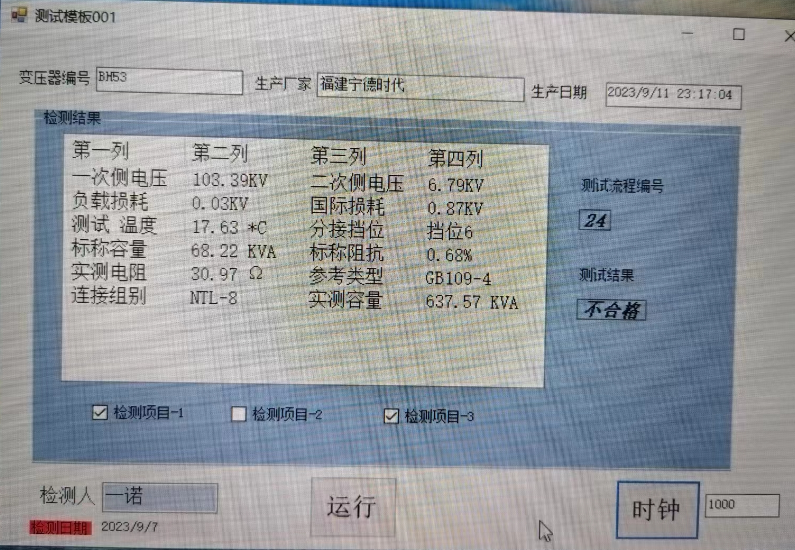 测试模板001
变压器编号 BH53 生产厂家 福建宁德时代 生产日期 2023/9/11 23:17:04
检测结果
第一列 第二列 第三列 第四列
一次侧电压 103.39KV 二次侧电压 6.79KV
负载损耗 0.03KV 国际损耗 0.87KV
测试 温度 17.63 *C 分接挡位 挡位6
标称容量 68.22 KVA 标称阻抗 0.68%
实测电阻 30.97 Ω 参考类型 GB109-4
连接组别 NTL-8 实测容量 637.57 KVA
测试流程编号
24
测试结果
不合格
检测项目-1 检测项目-2 检测项目-3
检测人 一诺 运行 时钟 1000
检测日期 2023/9/7